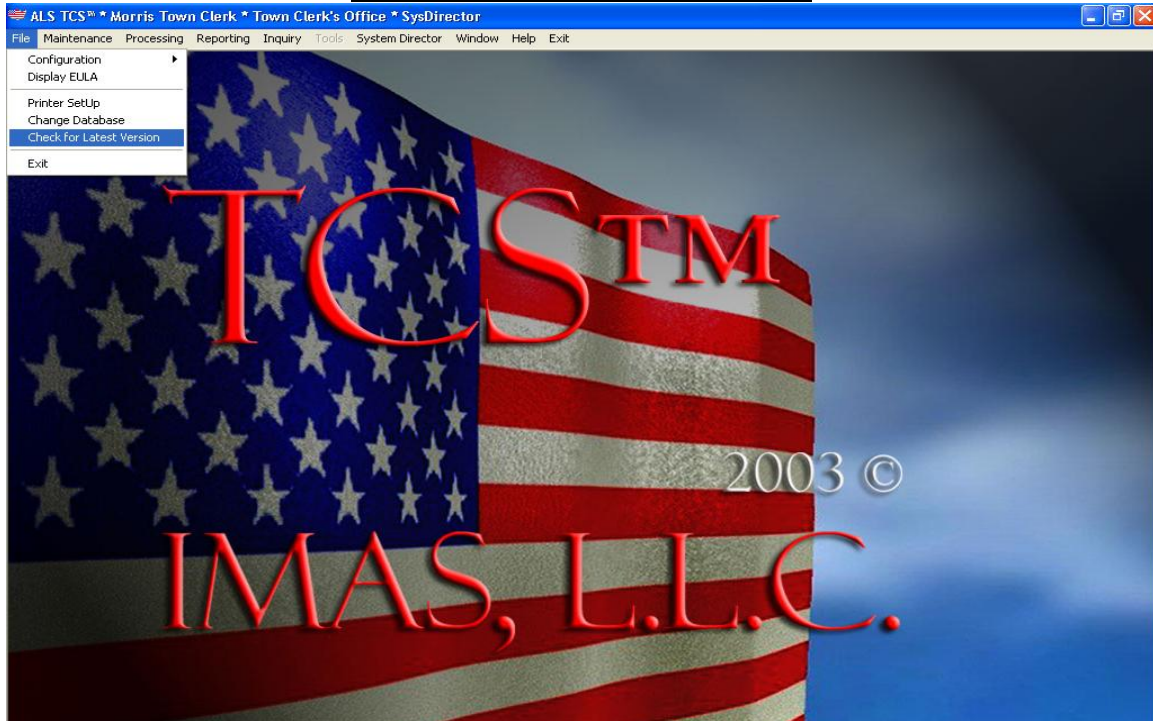 ALS TCS™ * Morris Town Clerk * Town Clerk's Office * SysDirector
File Maintenance Processing Reporting Inquiry Tools System Director Window Help Exit
Configuration
Display EULA
Printer SetUp
Change Database
Check for Latest Version
Exit
TCS™
2003 ©
IMAS, L.L.C.